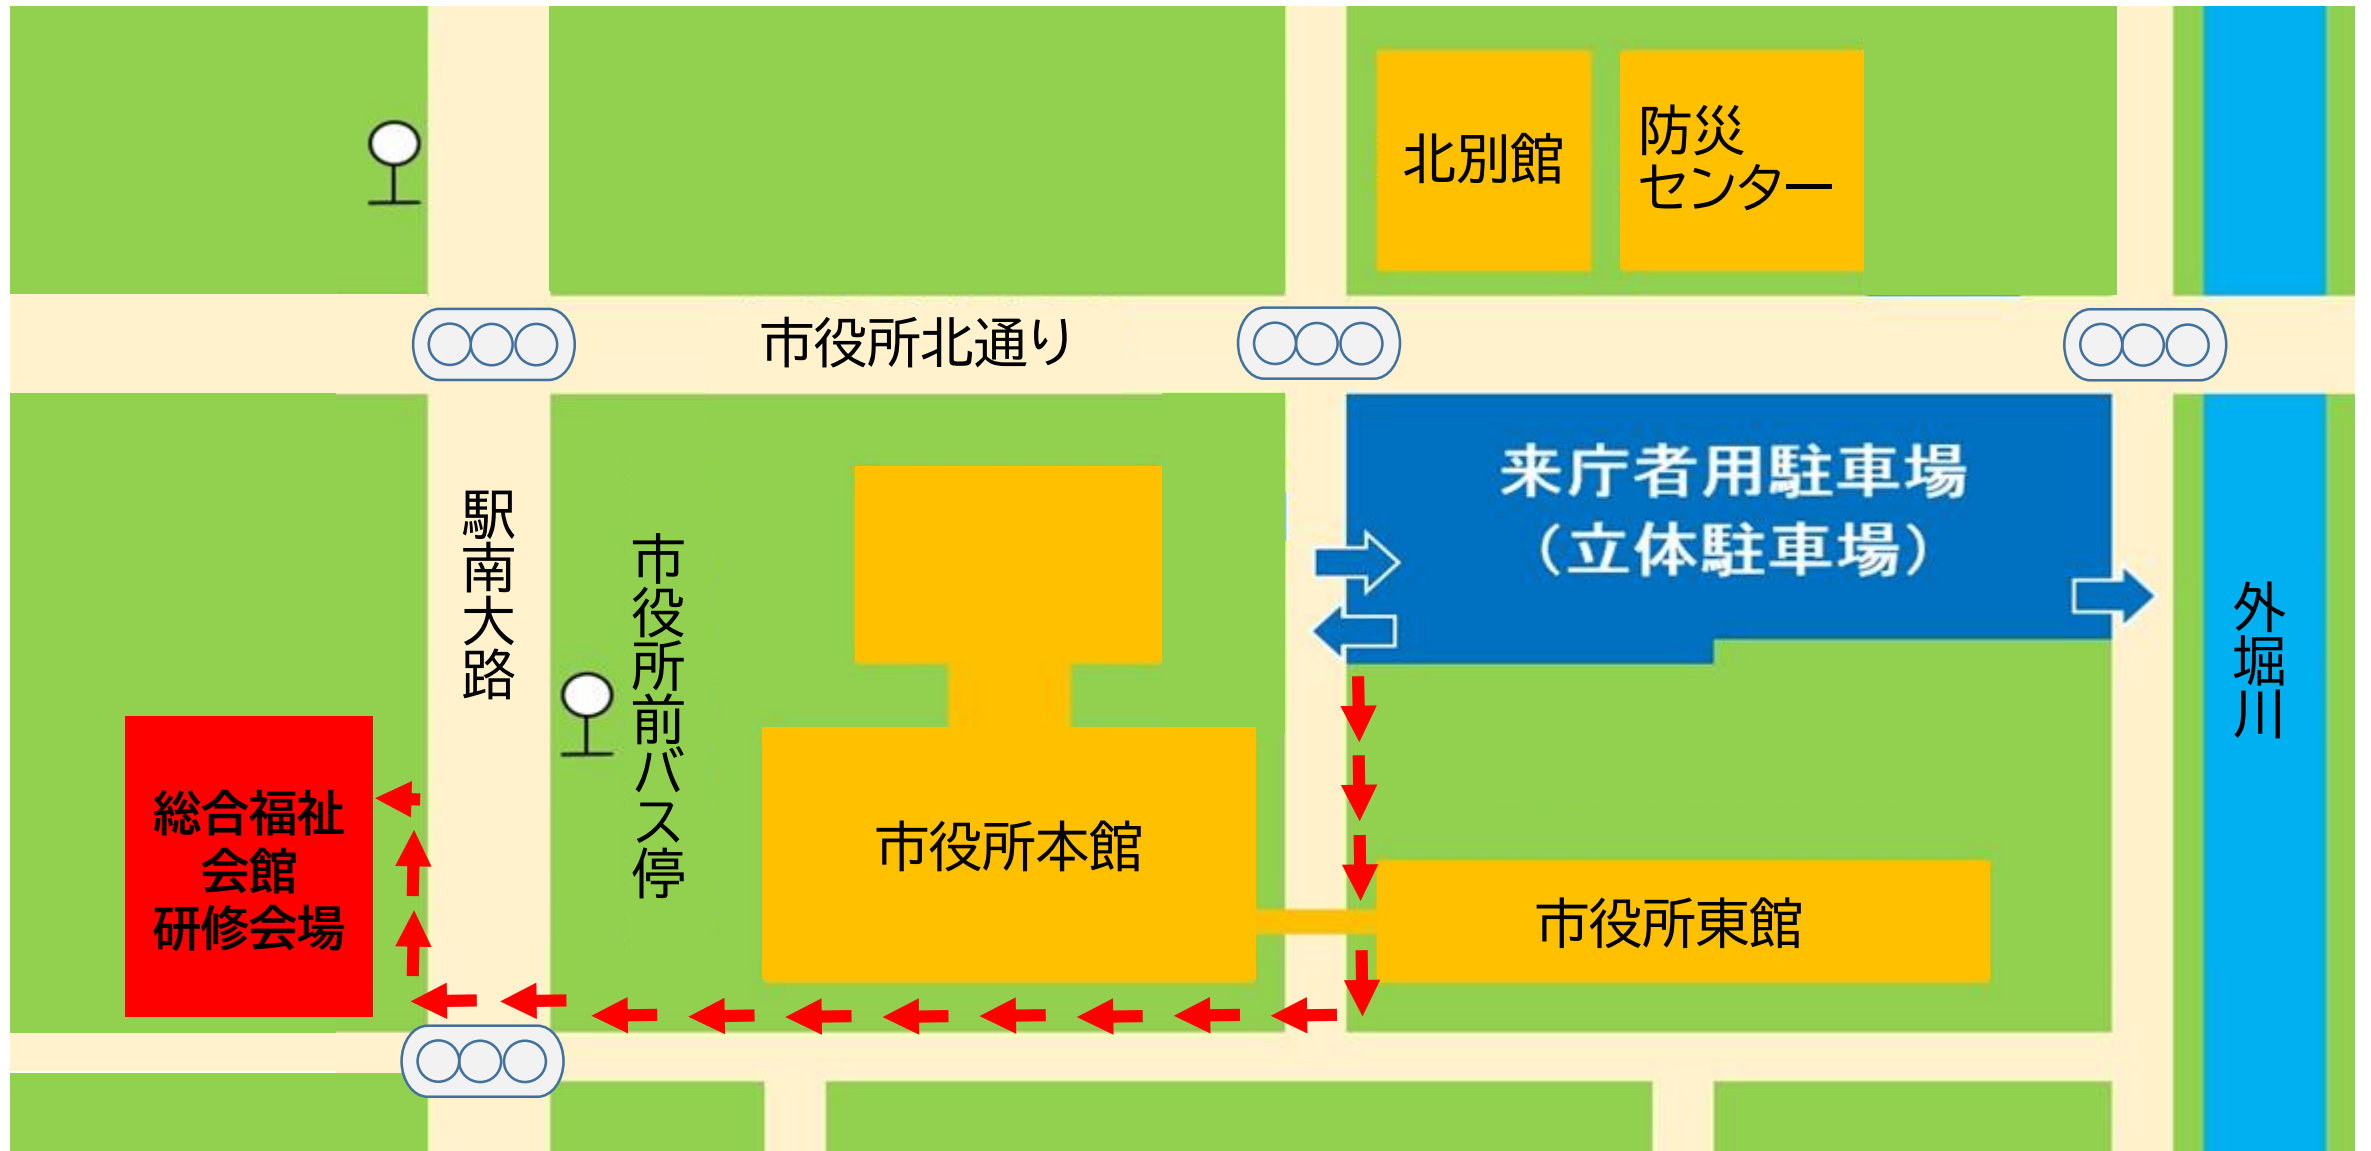 北別館
防災
センター
市役所北通り
来庁者用駐車場
（立体駐車場）
駅南大路
市役所前バス停
外堀川
総合福祉
会館
研修会場
市役所本館
市役所東館